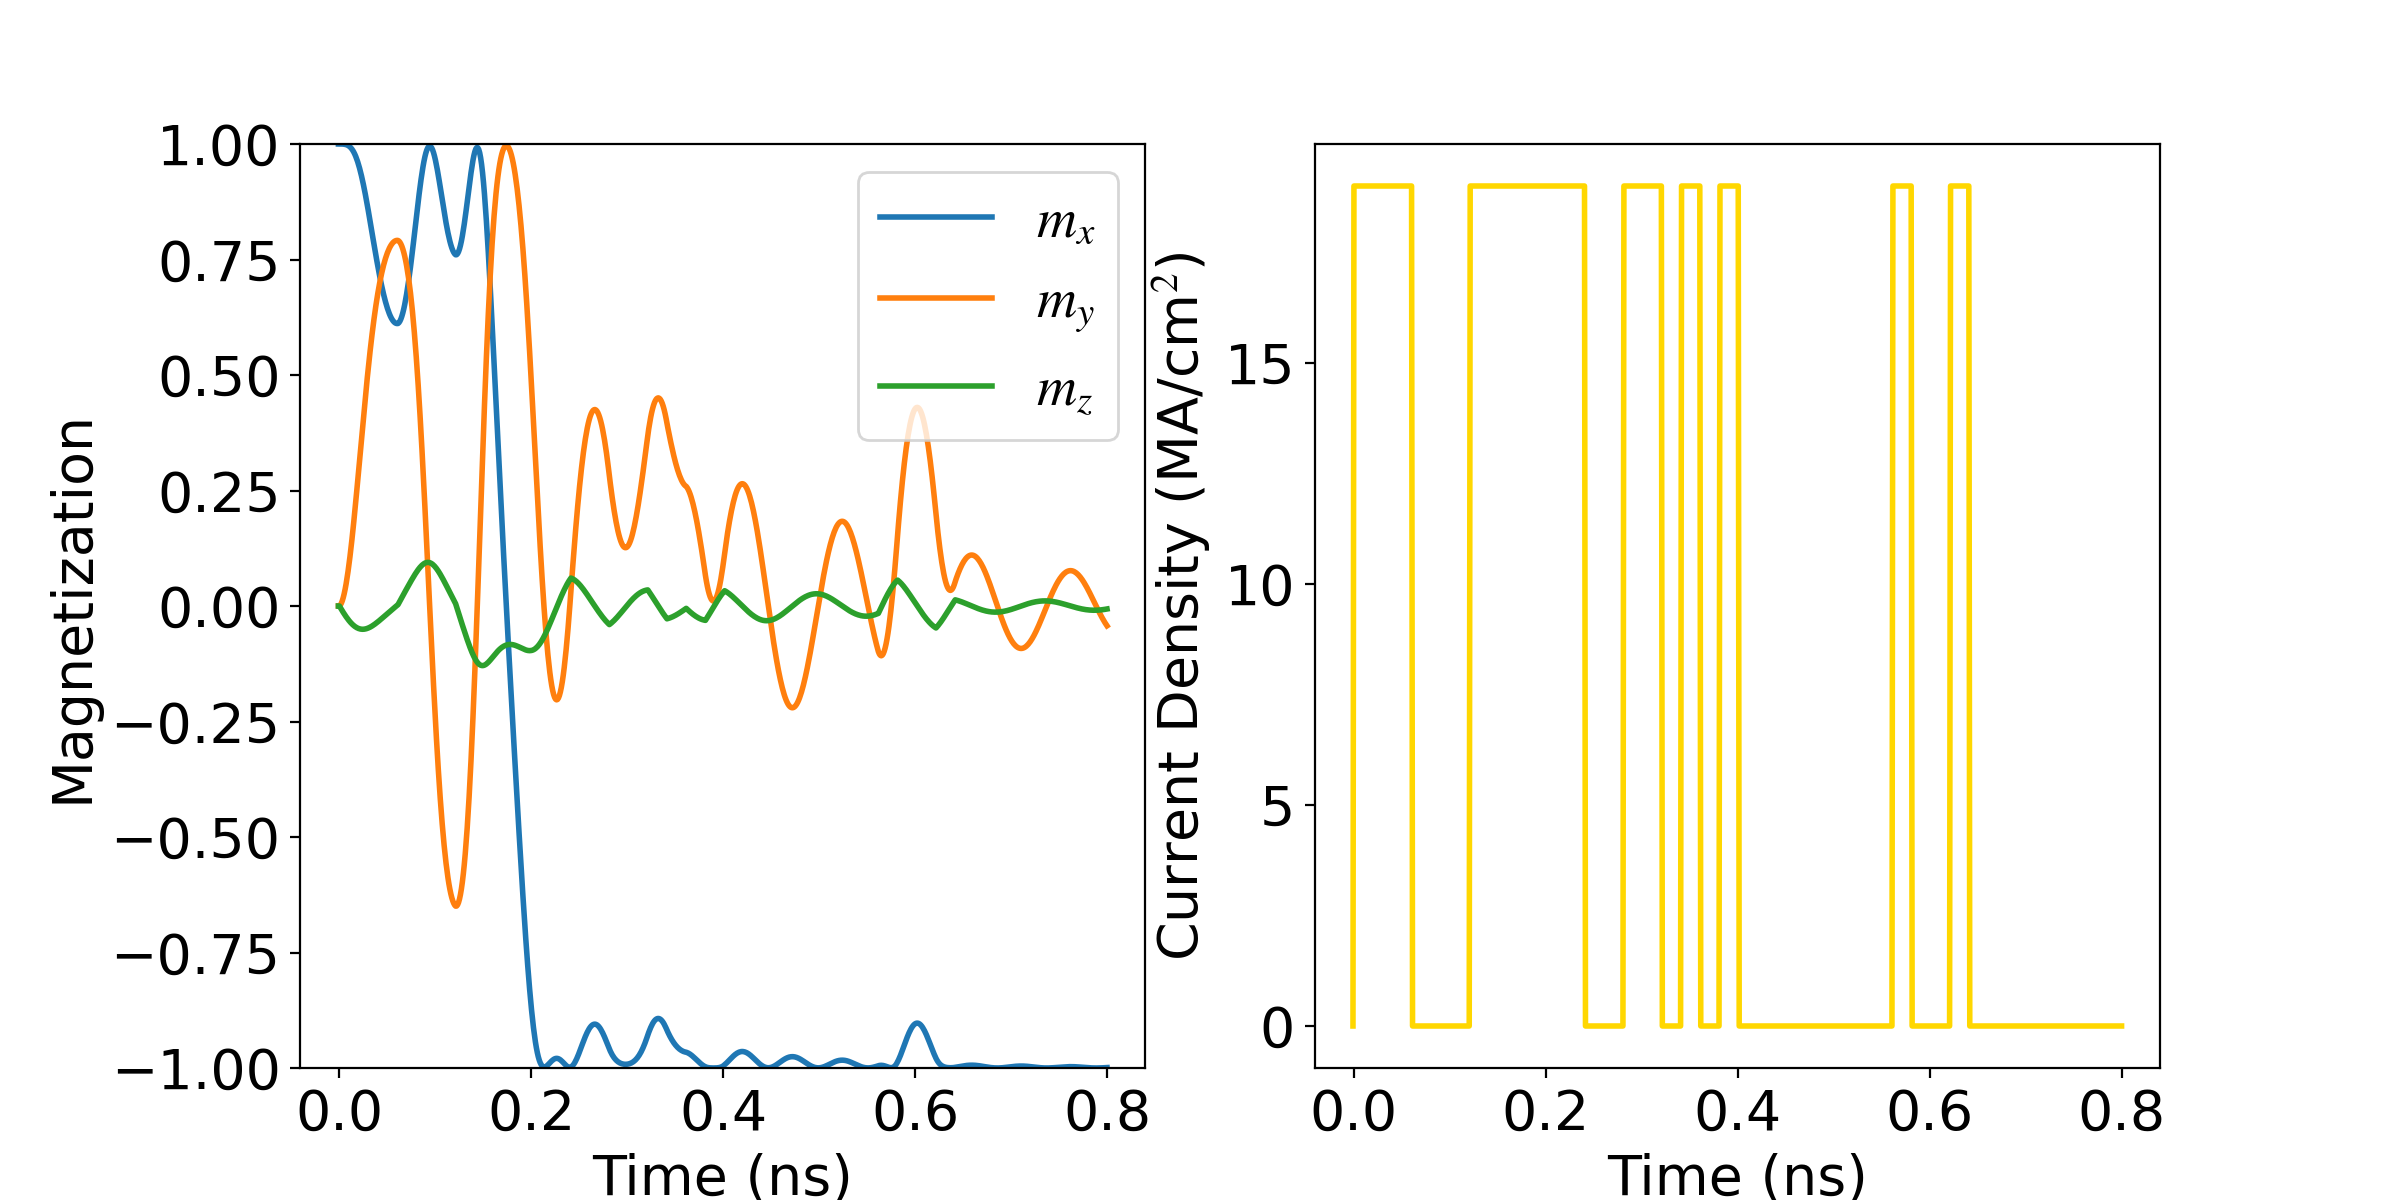 Magnetization
1.00
0.75
0.50
0.25
0.00
−0.25
−0.50
−0.75
−1.00
0.0 0.2 0.4 0.6 0.8
Time (ns)
m_x
m_y
m_z
Current Density (MA/cm²)
15
10
5
0
0.0 0.2 0.4 0.6 0.8
Time (ns)